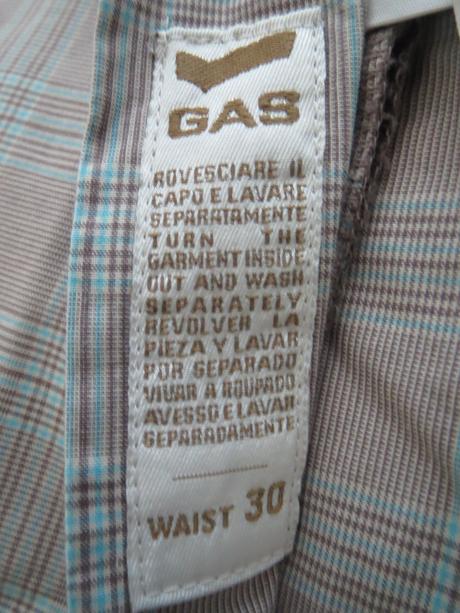 GAS
ROVESCIARE IL
CAPO E LAVARE
SEPARATAMENTE
TURN THE
GARMENT INSIDE
OUT AND WASH
SEPARATELY
REVOLVER LA
PIEZA Y LAVAR
POR SEPARADO
VIVAR A ROUPADO
AVESSO E LAVAR
SEPARADAMENTE
WAIST 30